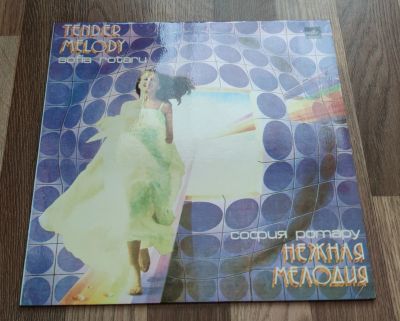 TENDER
MELODY
sofia rotaru
софия ротару
НЕЖНАЯ
МЕЛОДИЯ